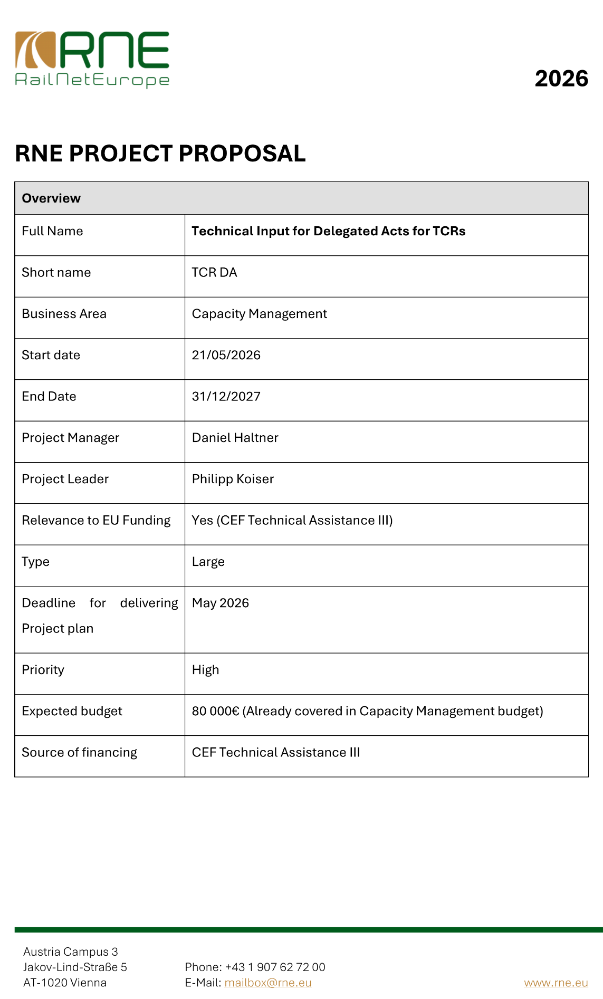 RNE
RailNetEurope
2026
RNE PROJECT PROPOSAL
Overview
Full Name
Technical Input for Delegated Acts for TCRs
Short name
TCR DA
Business Area
Capacity Management
Start date
21/05/2026
End Date
31/12/2027
Project Manager
Daniel Haltner
Project Leader
Philipp Koiser
Relevance to EU Funding
Yes (CEF Technical Assistance III)
Type
Large
Deadline for delivering
Project plan
May 2026
Priority
High
Expected budget
80 000€ (Already covered in Capacity Management budget)
Source of financing
CEF Technical Assistance III
Austria Campus 3
Jakov-Lind-Straße 5
AT-1020 Vienna
Phone: +43 1 907 62 72 00
E-Mail: mailbox@rne.eu
www.rne.eu